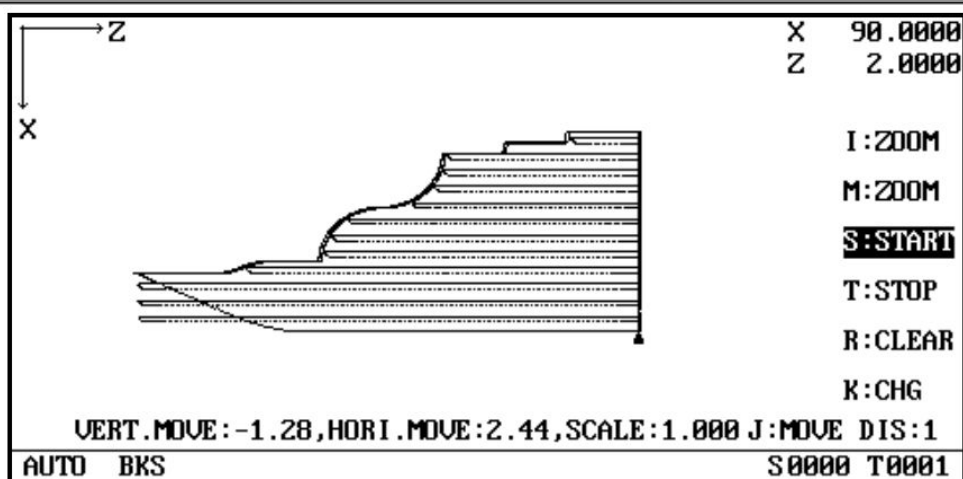 Z
X 90.0000
Z 2.0000
X
I:ZOOM
M:ZOOM
S:START
T:STOP
R:CLEAR
K:CHG
VERT.MOVE:-1.28,HORI.MOVE:2.44,SCALE:1.000 J:MOVE DIS:1
AUTO BKS S0000 T0001